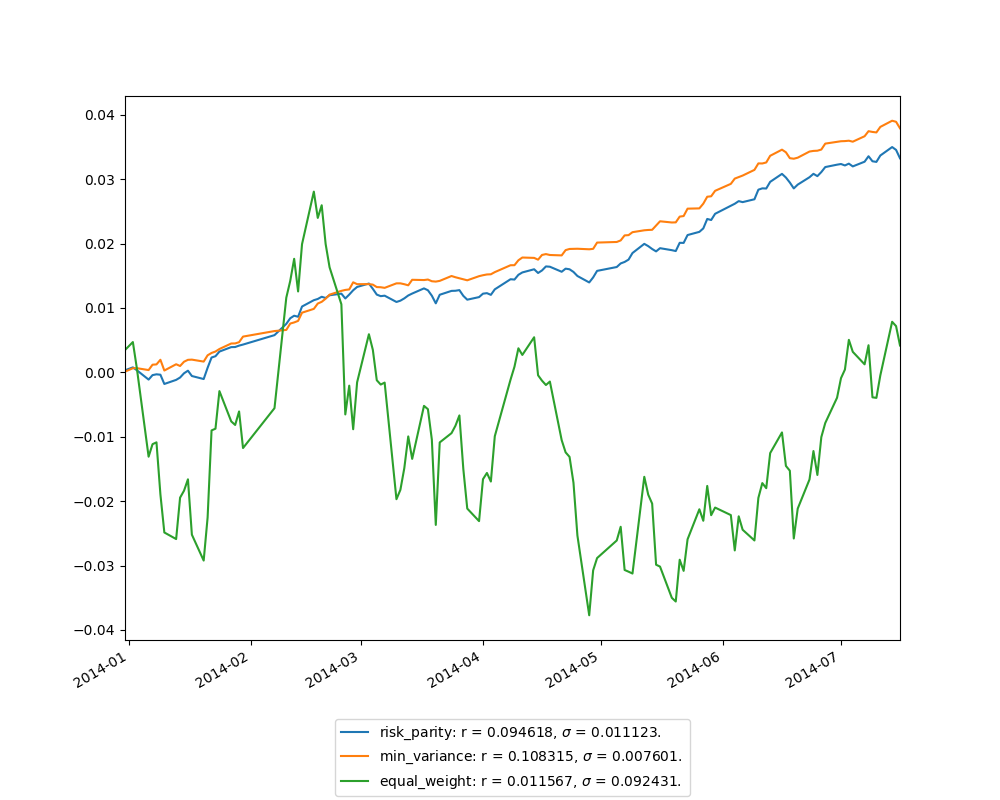 0.04
0.03
0.02
0.01
0.00
−0.01
−0.02
−0.03
−0.04
2014-01 2014-02 2014-03 2014-04 2014-05 2014-06 2014-07
risk_parity: r = 0.094618, σ = 0.011123.
min_variance: r = 0.108315, σ = 0.007601.
equal_weight: r = 0.011567, σ = 0.092431.